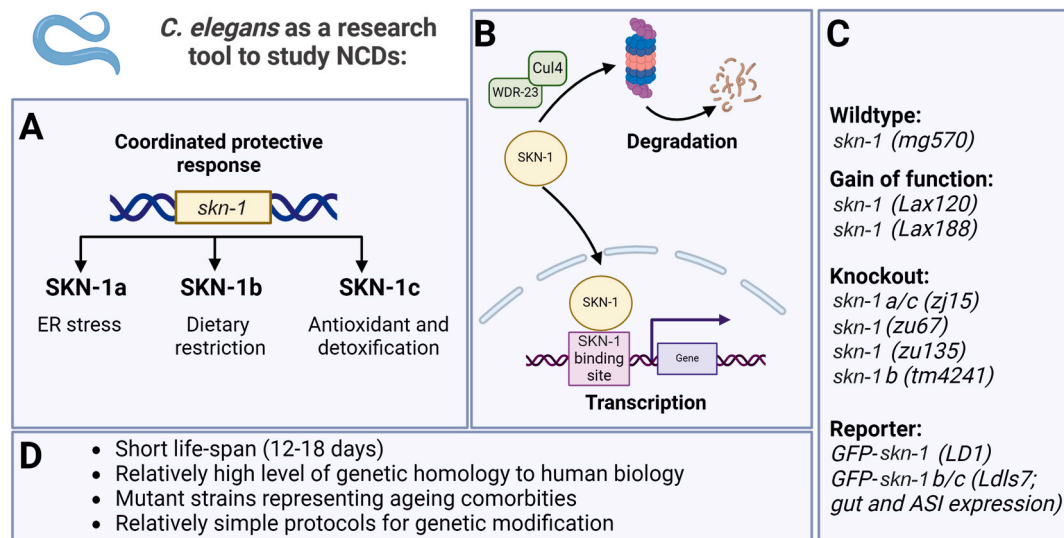 C. elegans as a research
tool to study NCDs:
A
Coordinated protective
response
skn-1
SKN-1a
SKN-1b
SKN-1c
ER stress
Dietary
restriction
Antioxidant and
detoxification
B
Cul4
WDR-23
SKN-1
Degradation
SKN-1
SKN-1
binding
site
Gene
Transcription
C
Wildtype:
skn-1 (mg570)
Gain of function:
skn-1 (Lax120)
skn-1 (Lax188)
Knockout:
skn-1 a/c (zj15)
skn-1 (zu67)
skn-1 (zu135)
skn-1 b (tm4241)
Reporter:
GFP-skn-1 (LD1)
GFP-skn-1 b/c (Ldls7;
gut and ASI expression)
D
• Short life-span (12-18 days)
• Relatively high level of genetic homology to human biology
• Mutant strains representing ageing comorbities
• Relatively simple protocols for genetic modification